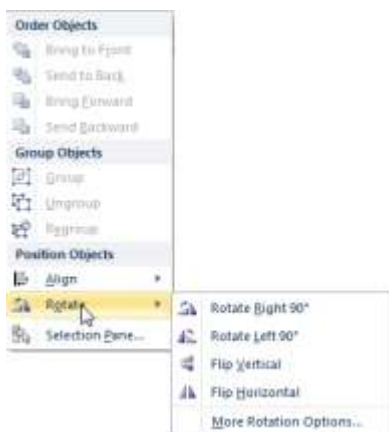 Order Objects
Bring to Front
Send to Back
Bring Forward
Send Backward
Group Objects
Group
Ungroup
Regroup
Position Objects
Align
Rotate
Selection Pane...
Rotate Right 90°
Rotate Left 90°
Flip Vertical
Flip Horizontal
More Rotation Options...